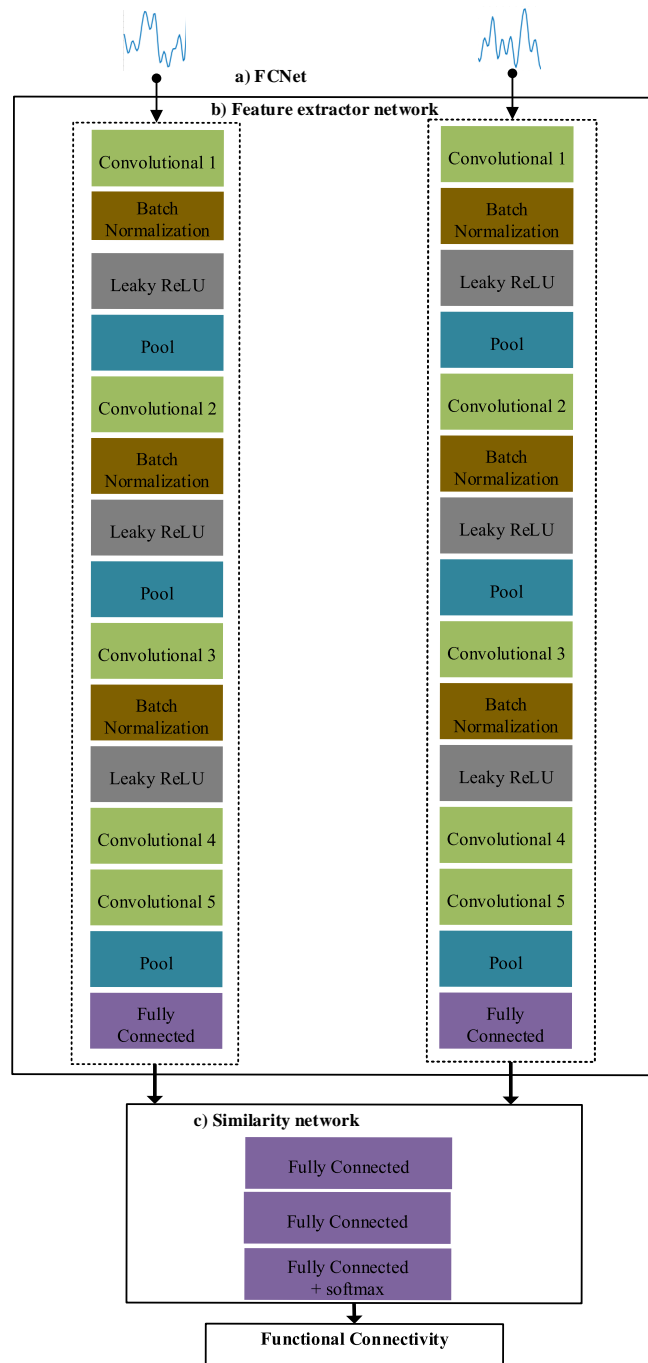 a) FCNet
b) Feature extractor network
Convolutional 1
Batch
Normalization
Leaky ReLU
Pool
Convolutional 2
Batch
Normalization
Leaky ReLU
Pool
Convolutional 3
Batch
Normalization
Leaky ReLU
Convolutional 4
Convolutional 5
Pool
Fully
Connected
Convolutional 1
Batch
Normalization
Leaky ReLU
Pool
Convolutional 2
Batch
Normalization
Leaky ReLU
Pool
Convolutional 3
Batch
Normalization
Leaky ReLU
Convolutional 4
Convolutional 5
Pool
Fully
Connected
c) Similarity network
Fully Connected
Fully Connected
Fully Connected
+ softmax
Functional Connectivity